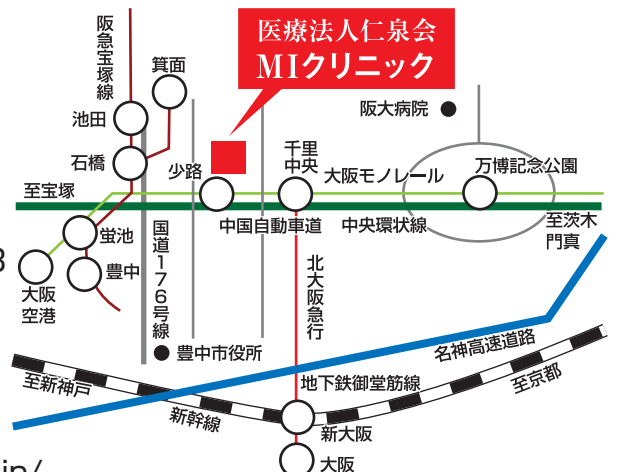 医療法人仁泉会
MIクリニック
阪急宝塚線
箕面
池田
石橋
阪大病院
千里
中央
少路
大阪モノレール
万博記念公園
至宝塚
中国自動車道
中央環状線
至茨木
門真
蛍池
豊中
大阪
空港
国道176号線
北大阪急行
豊中市役所
名神高速道路
至新神戸
新幹線
地下鉄御堂筋線
至京都
新大阪
大阪
3
jp/